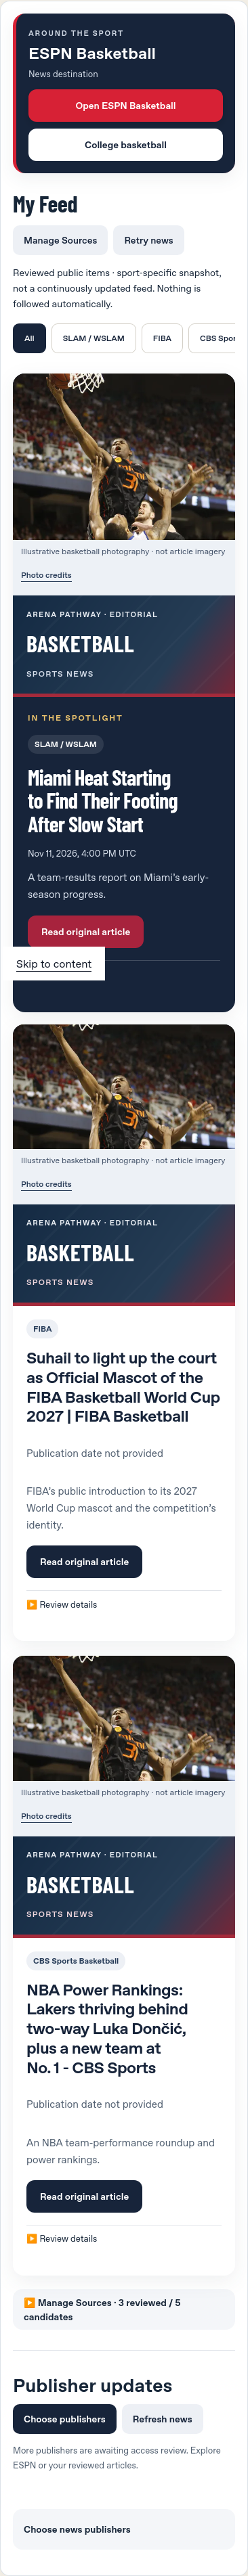 AROUND THE SPORT
ESPN Basketball
News destination
Open ESPN Basketball
College basketball
My Feed
Manage Sources
Retry news
Reviewed public items · sport-specific snapshot,
not a continuously updated feed. Nothing is
followed automatically.
All
SLAM / WSLAM
FIBA
CBS Spor
Illustrative basketball photography · not article imagery
Photo credits
ARENA PATHWAY · EDITORIAL
BASKETBALL
SPORTS NEWS
IN THE SPOTLIGHT
SLAM / WSLAM
Miami Heat Starting
to Find Their Footing
After Slow Start
Nov 11, 2026, 4:00 PM UTC
A team-results report on Miami's early-
season progress.
Read original article
Skip to content
Illustrative basketball photography · not article imagery
Photo credits
ARENA PATHWAY · EDITORIAL
BASKETBALL
SPORTS NEWS
FIBA
Suhail to light up the court
as Official Mascot of the
FIBA Basketball World Cup
2027 | FIBA Basketball
Publication date not provided
FIBA's public introduction to its 2027
World Cup mascot and the competition's
identity.
Read original article
Review details
Illustrative basketball photography · not article imagery
Photo credits
ARENA PATHWAY · EDITORIAL
BASKETBALL
SPORTS NEWS
CBS Sports Basketball
NBA Power Rankings:
Lakers thriving behind
two-way Luka Dončić,
plus a new team at
No. 1 - CBS Sports
Publication date not provided
An NBA team-performance roundup and
power rankings.
Read original article
Review details
Manage Sources · 3 reviewed / 5
candidates
Publisher updates
Choose publishers
Refresh news
More publishers are awaiting access review. Explore
ESPN or your reviewed articles.
Choose news publishers